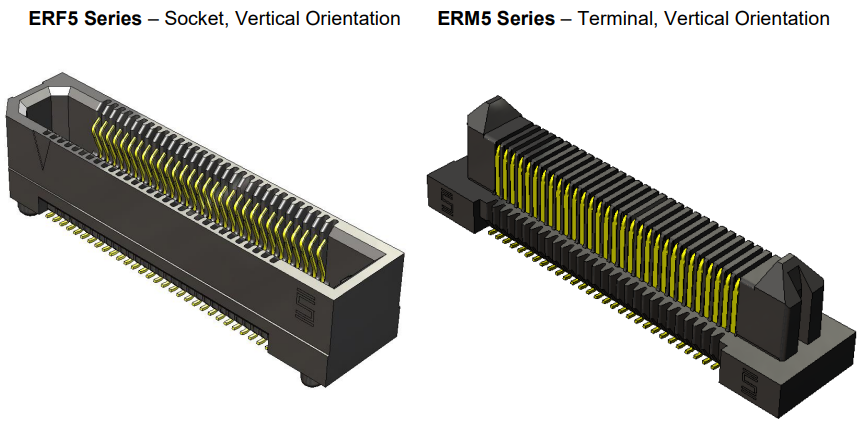 ERF5 Series – Socket, Vertical Orientation
ERM5 Series – Terminal, Vertical Orientation